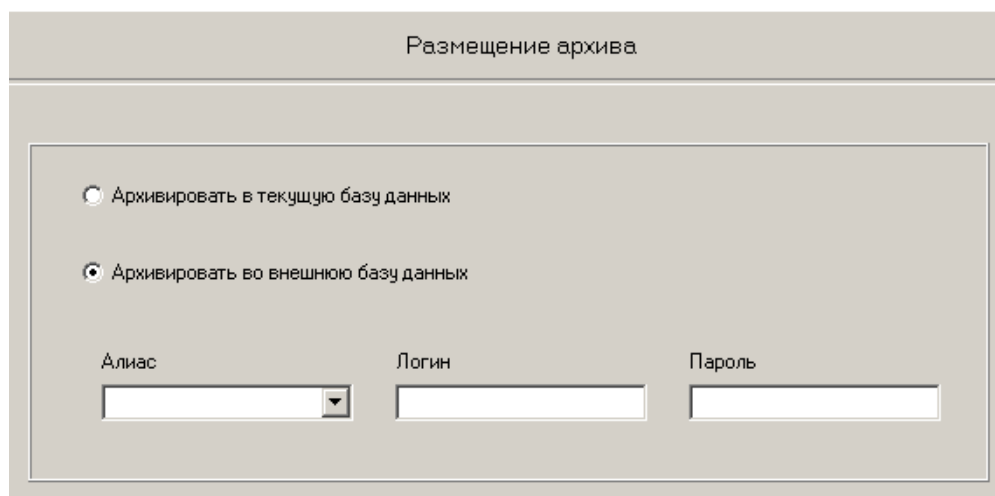 Размещение архива
Архивировать в текущую базу данных
Архивировать во внешнюю базу данных
Алиас Логин Пароль